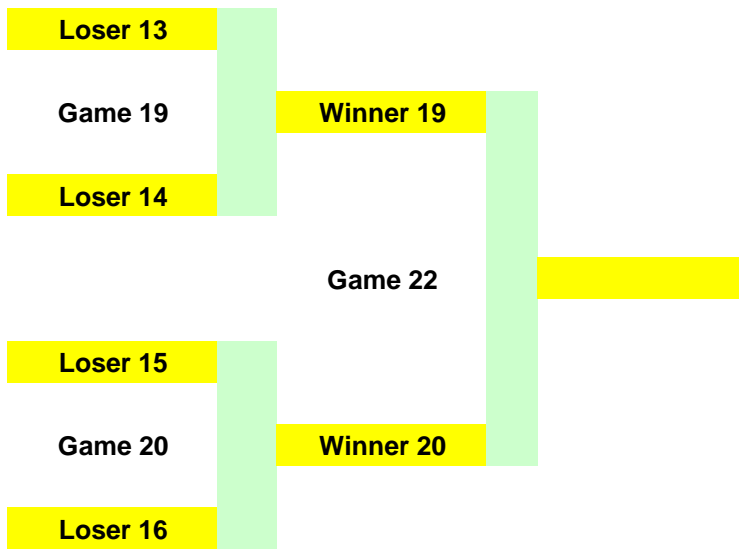 Loser 13
Game 19
Winner 19
Loser 14
Game 22
Loser 15
Game 20
Winner 20
Loser 16